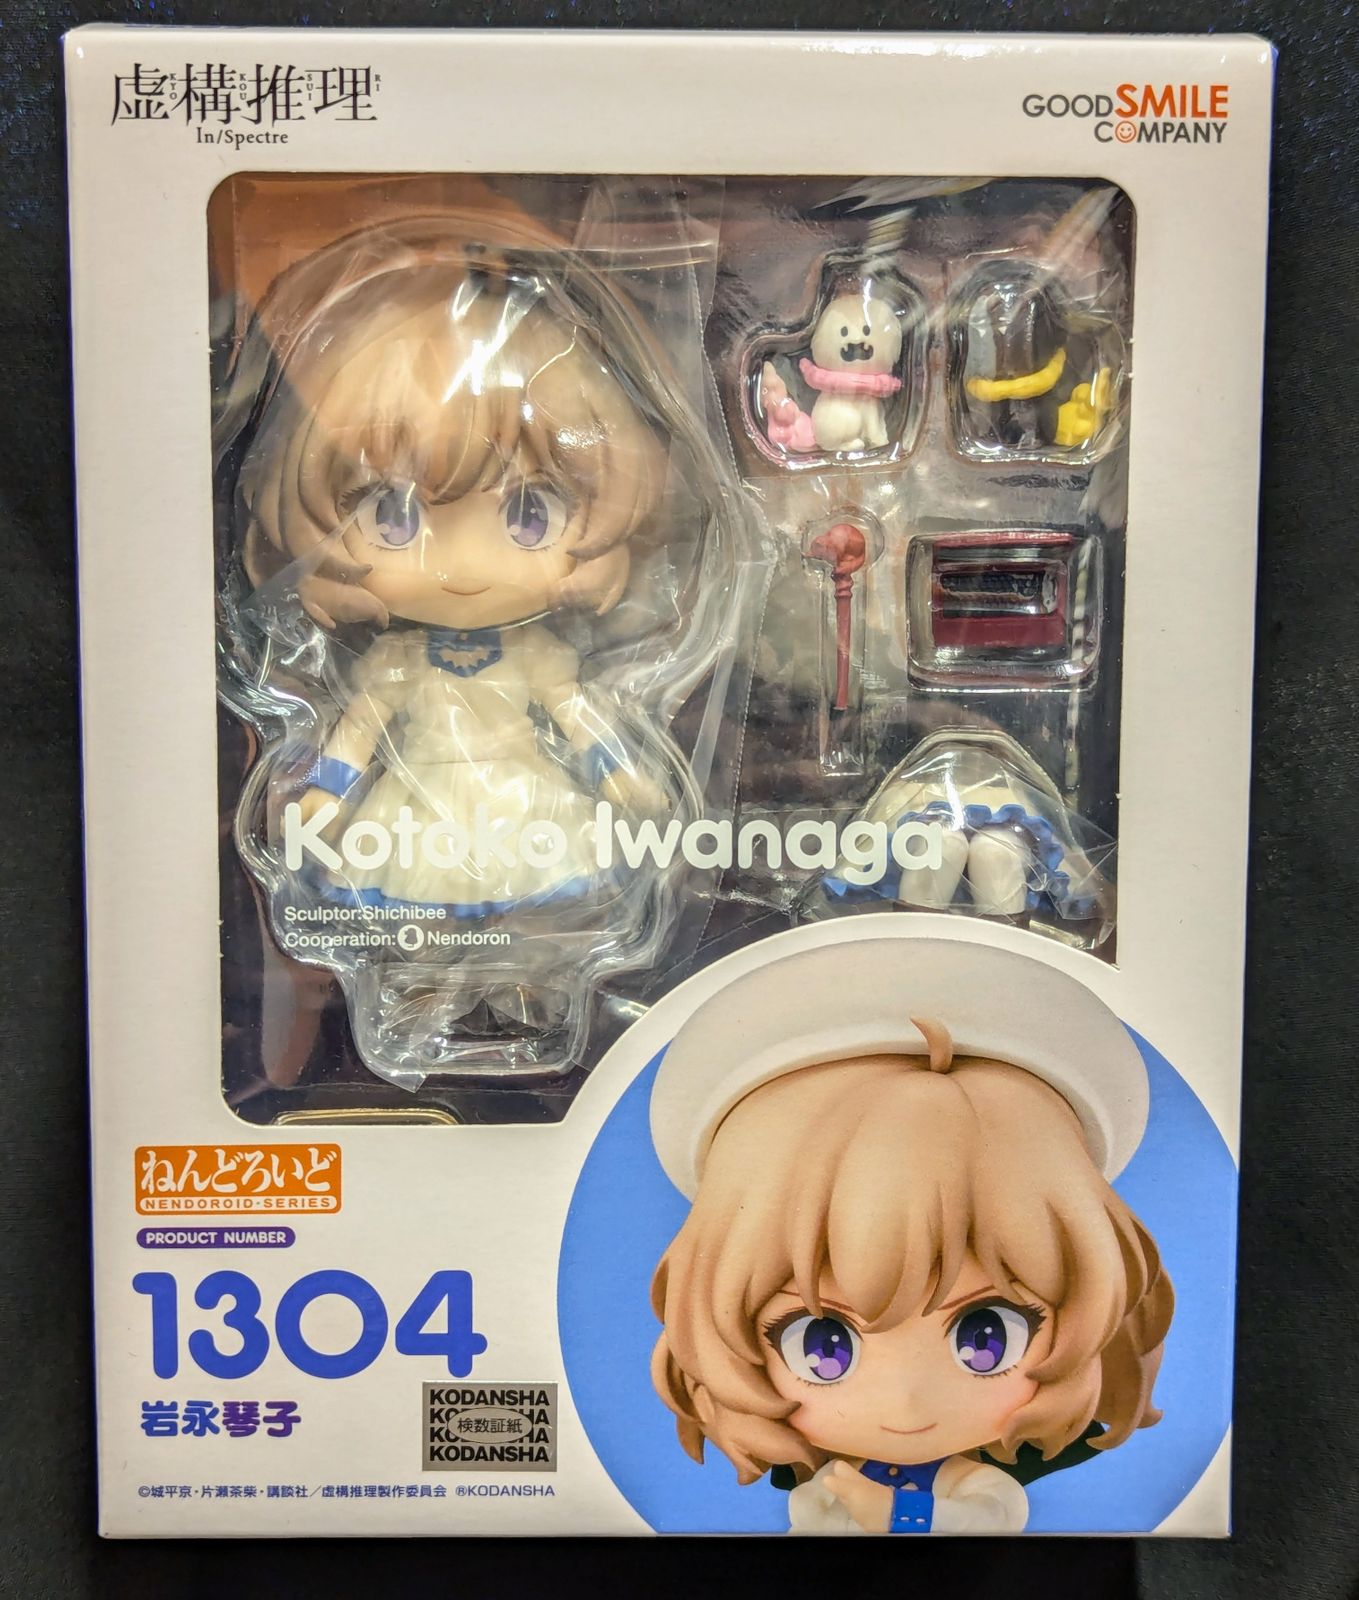 虚構推理
KYO KOU SUI RI
In/Spectre
GOOD SMILE
COMPANY
Kotoko Iwanaga
Sculptor:Shichibee
Cooperation: Nendoron
ねんどろいど
NENDOROID・SERIES
PRODUCT NUMBER
1304
岩永琴子
KODANSHA
検数証紙
KODANSHA
©城平京・片瀬茶柴・講談社／虚構推理製作委員会 ®KODANSHA